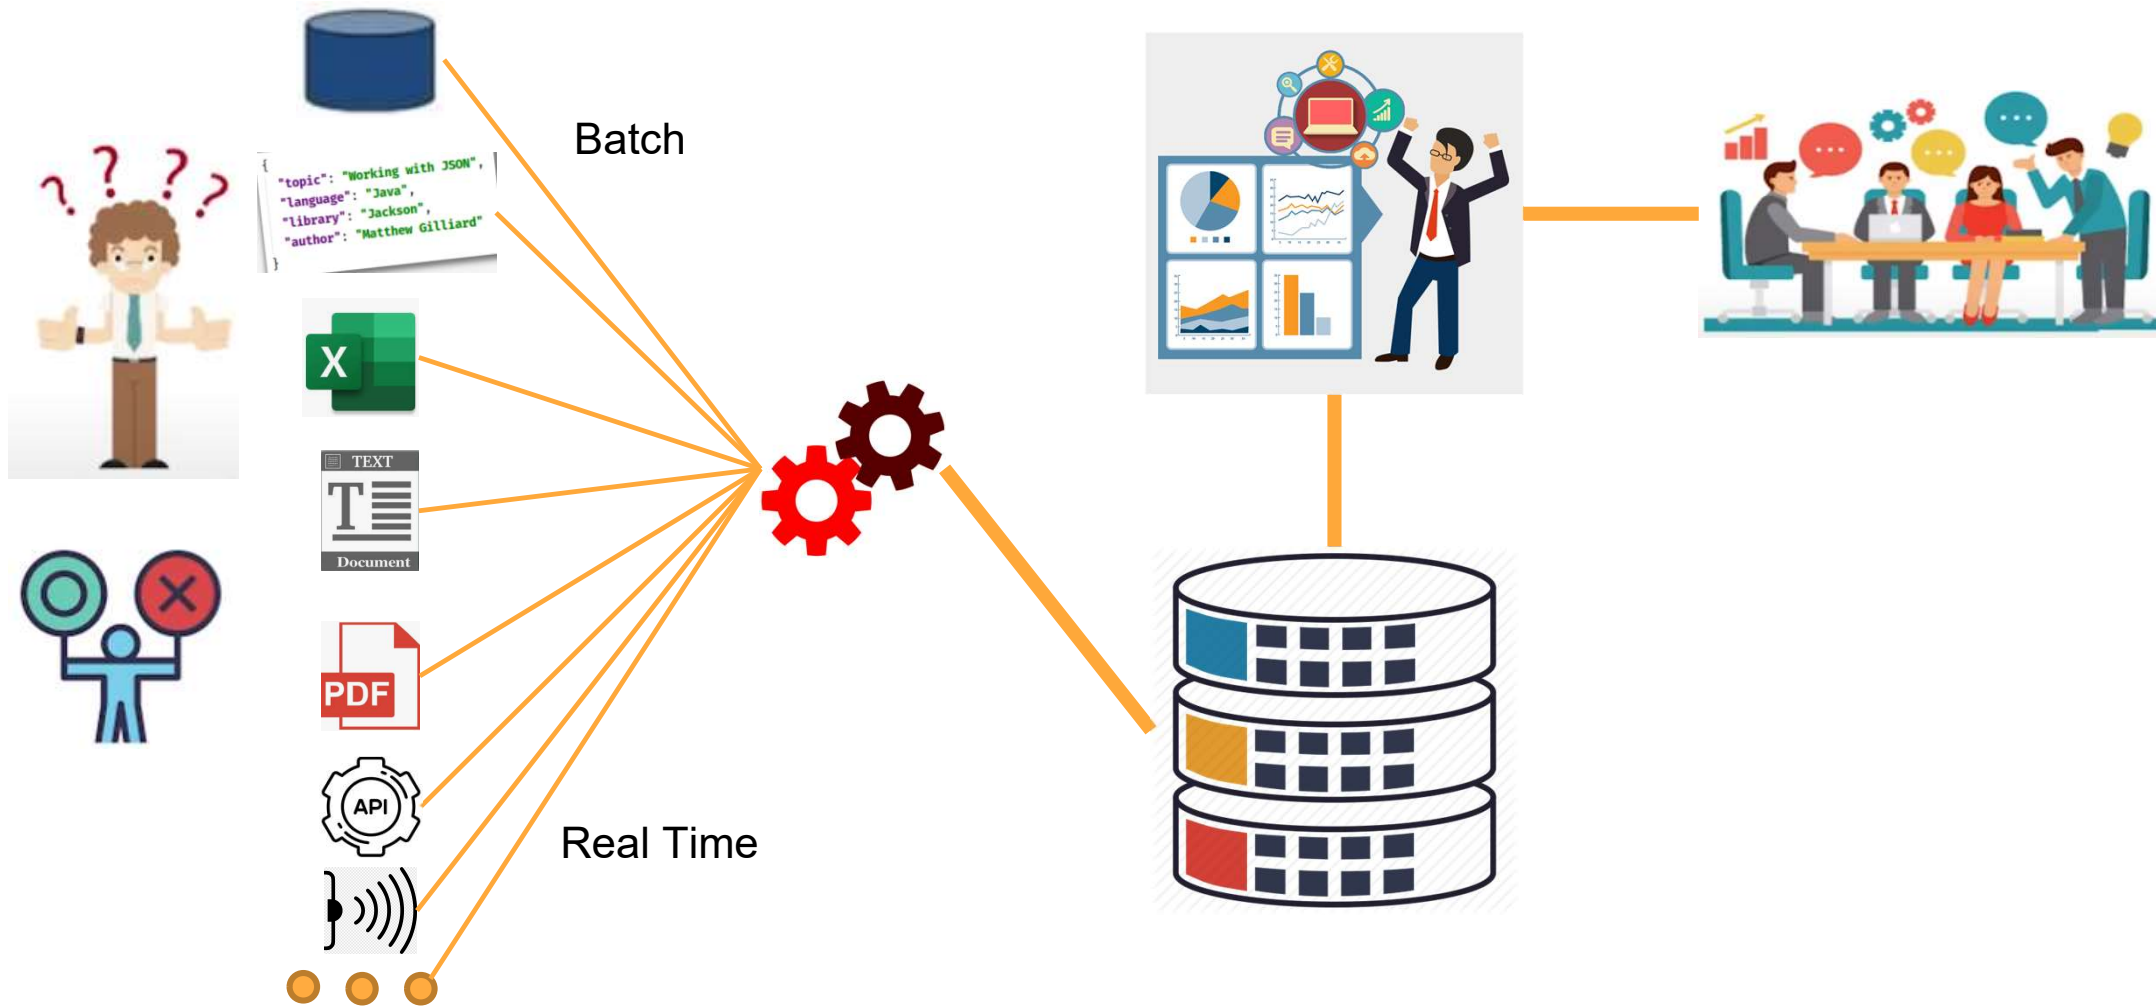 Batch
{
"topic": "Working with JSON",
"language": "Java",
"library": "Jackson",
"author": "Matthew Gilliard"
}
X
TEXT
T
Document
PDF
API
Real Time